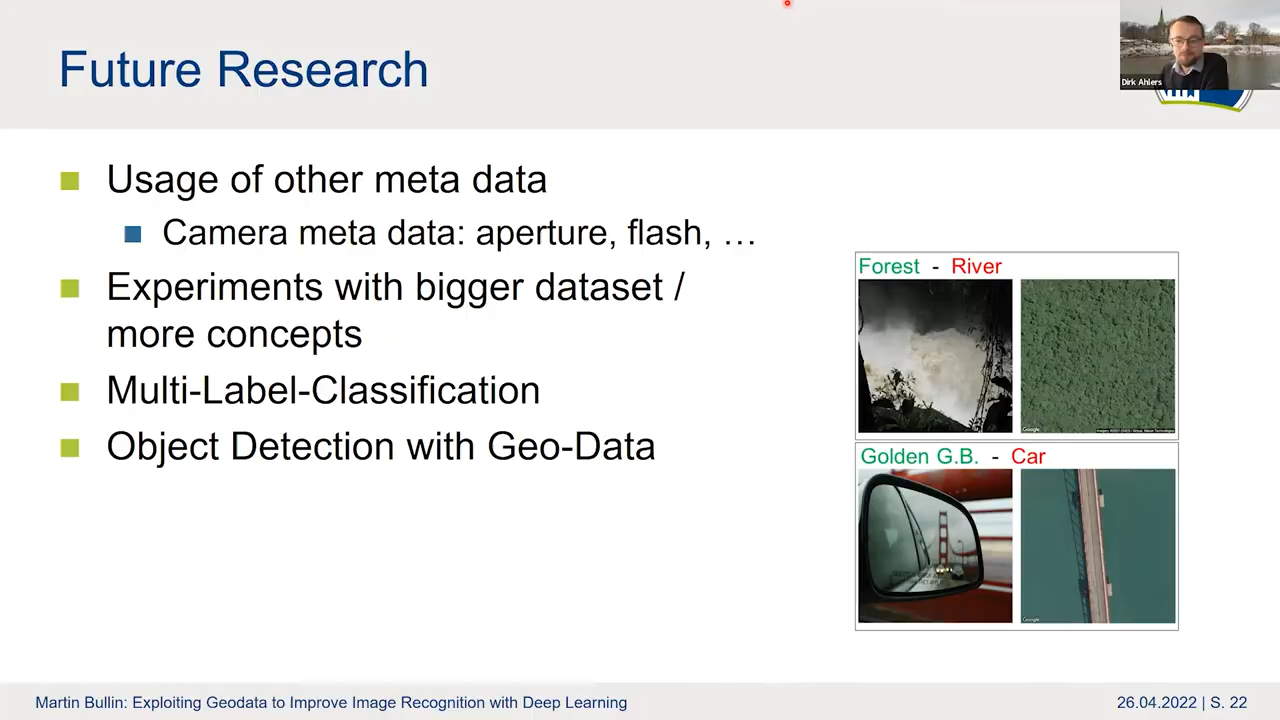 Future Research
Dirk Ahlers
Usage of other meta data
Camera meta data: aperture, flash, …
Experiments with bigger dataset /
more concepts
Multi-Label-Classification
Object Detection with Geo-Data
Forest - River
Google
Golden G.B. - Car
Google
Martin Bullin: Exploiting Geodata to Improve Image Recognition with Deep Learning
26.04.2022 | S. 22